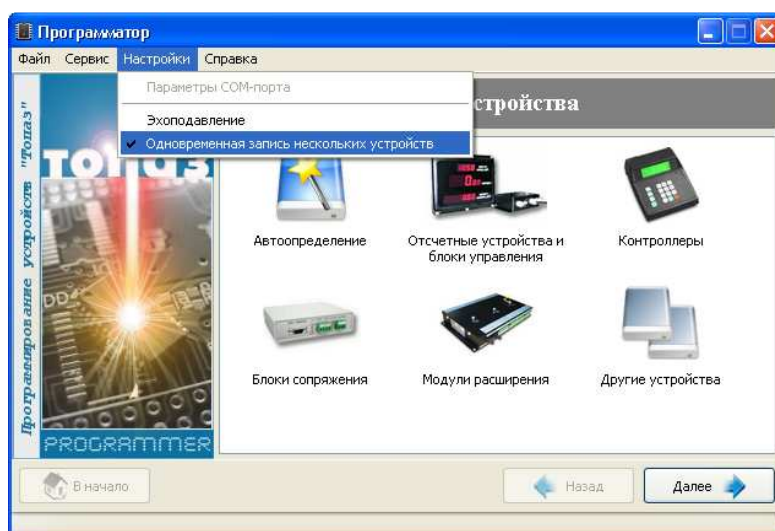 Программатор
Файл Сервис Настройки Справка
Параметры COM-порта
Эхоподавление
Одновременная запись нескольких устройств
стройства
Программирование устройств "Топаз"
топаз
Автоопределение
Отсчетные устройства и
блоки управления
Контроллеры
Блоки сопряжения
Модули расширения
Другие устройства
PROGRAMMER
В начало
Назад
Далее